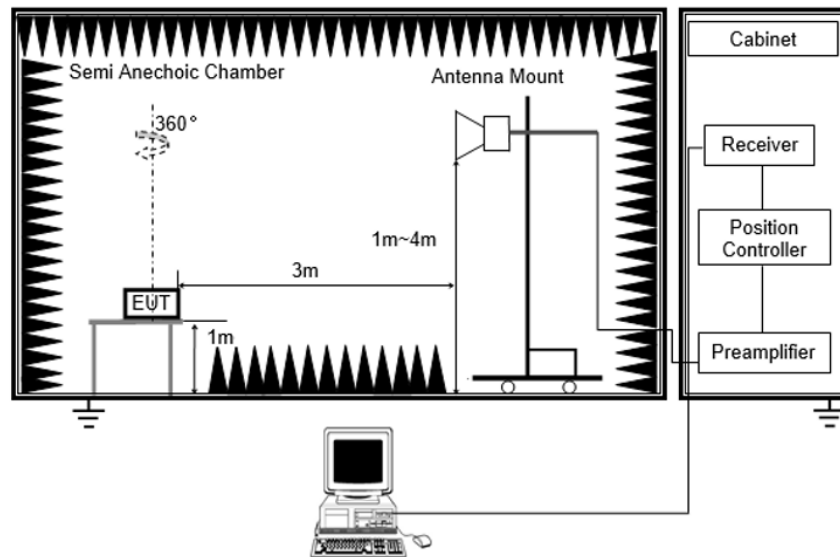 Cabinet
Semi Anechoic Chamber
Antenna Mount
360°
Receiver
1m~4m
Position
Controller
3m
EUT
1m
Preamplifier